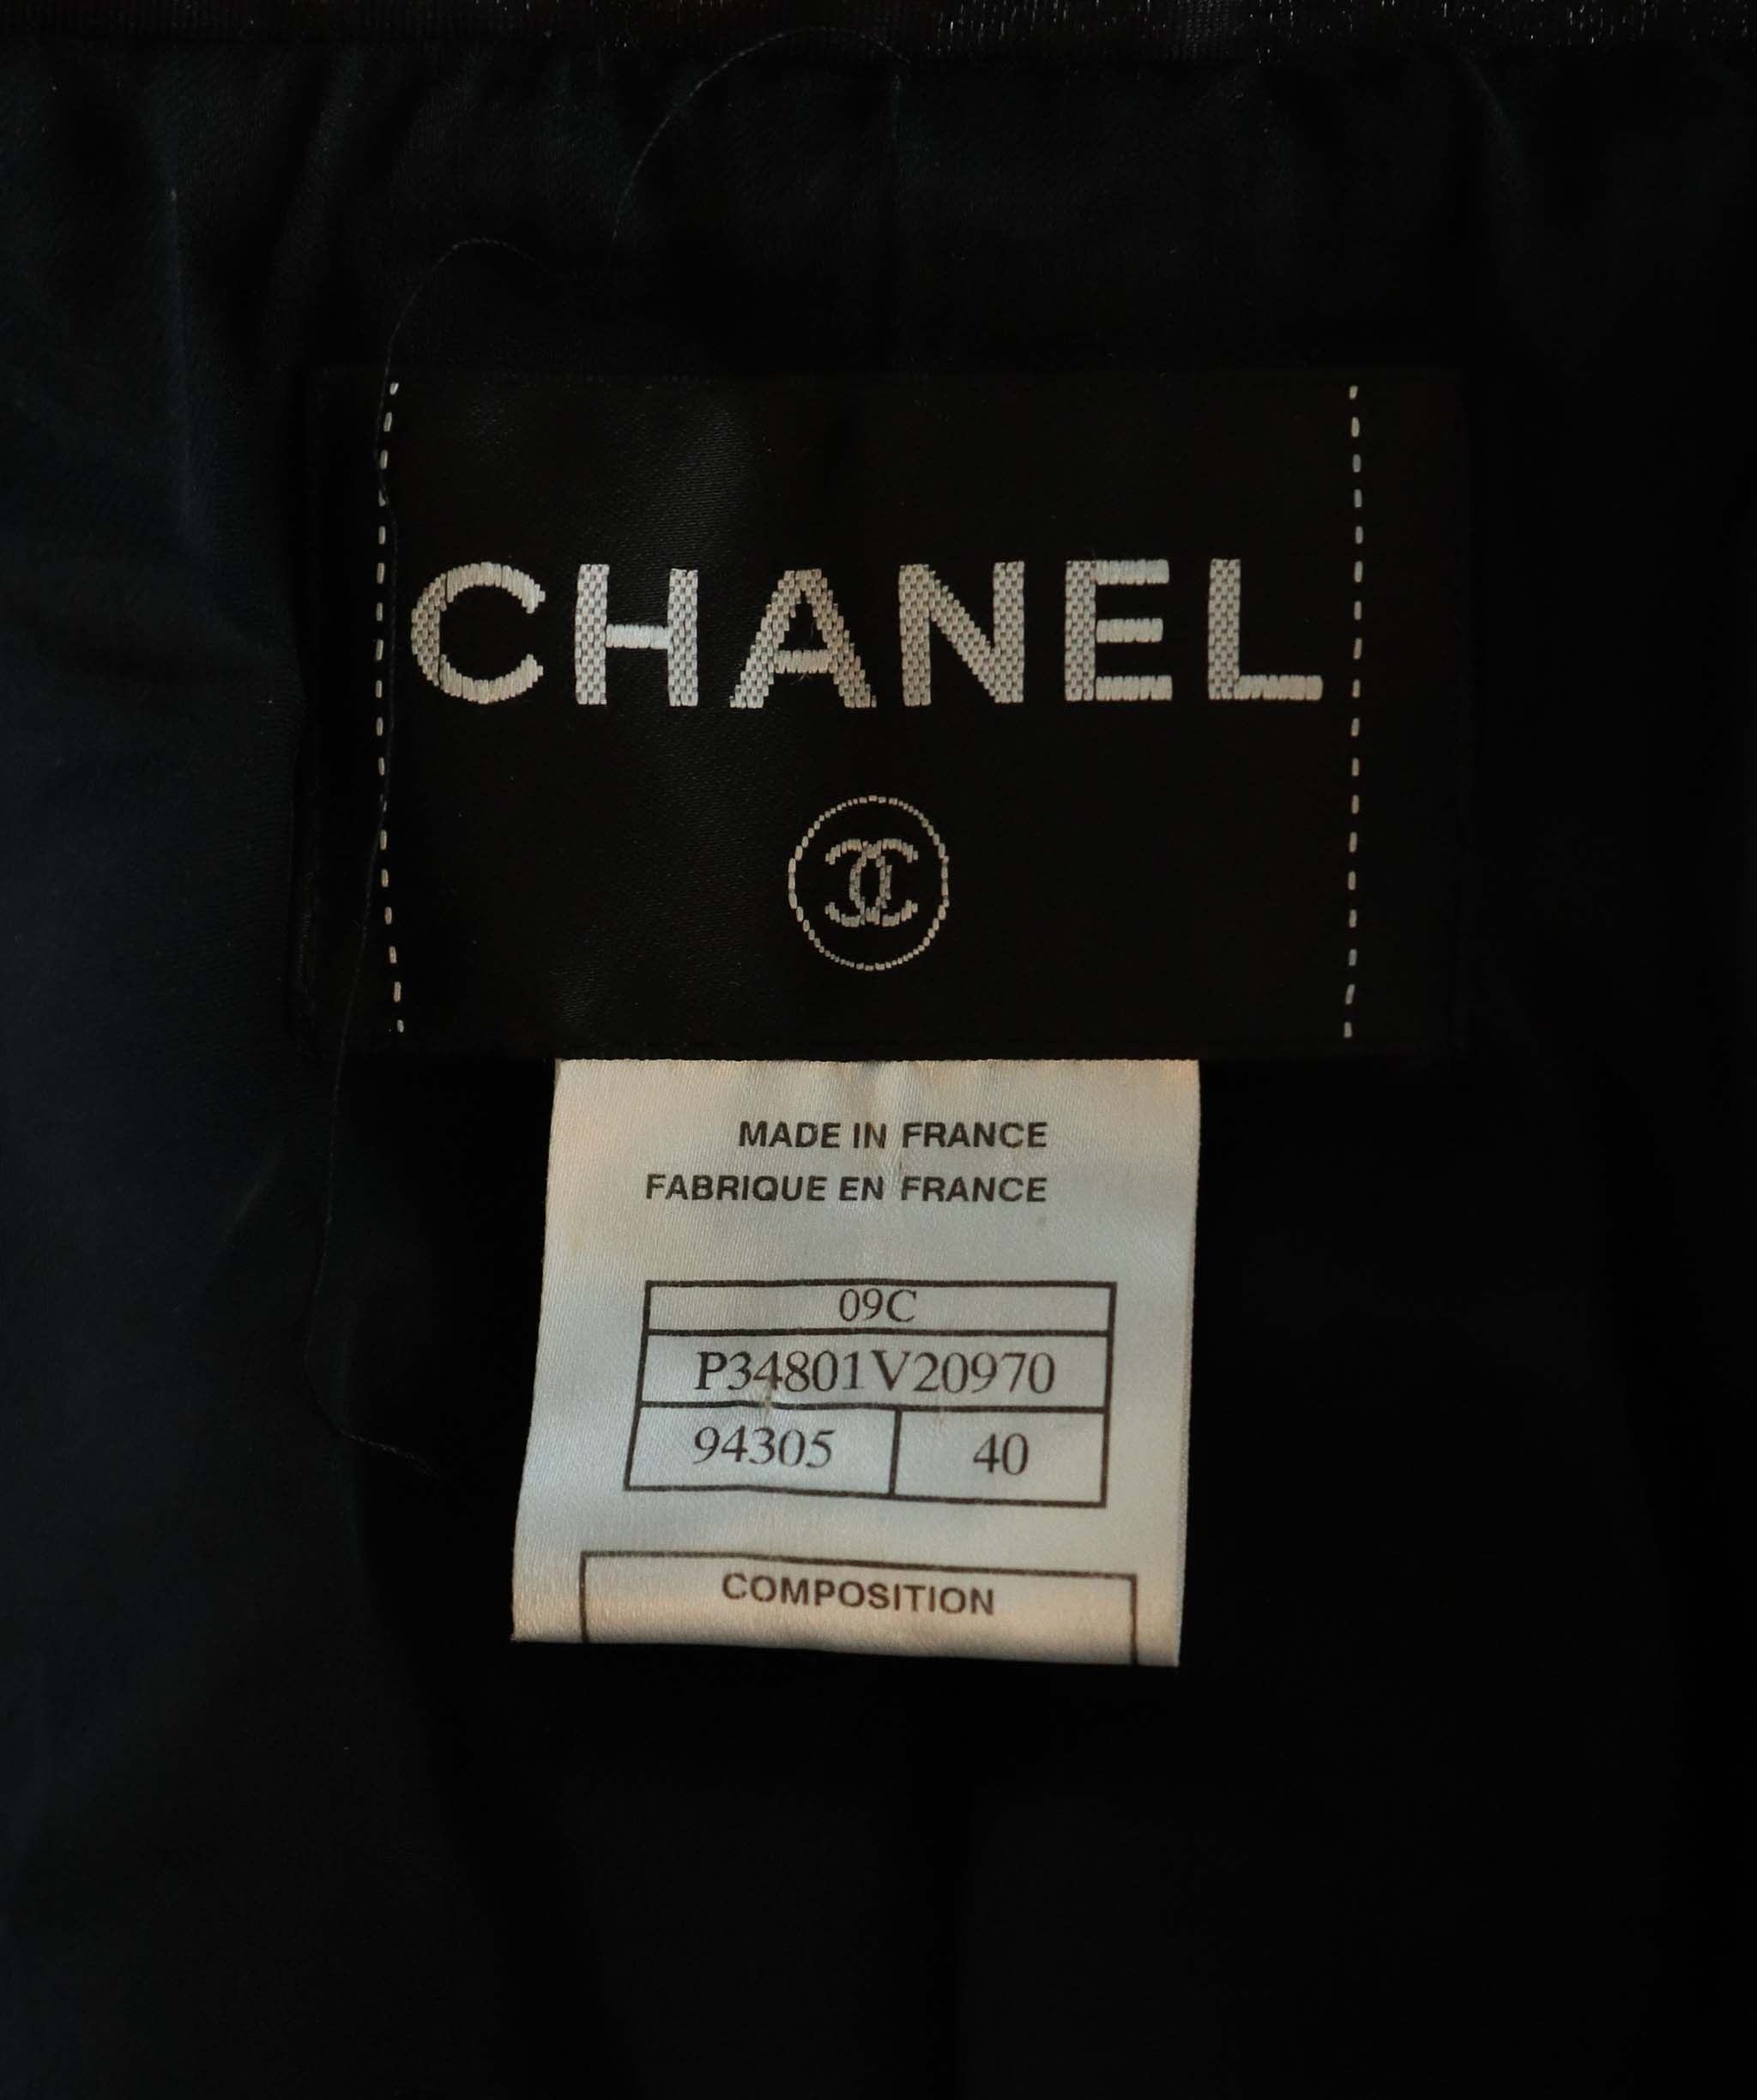 CHANEL
MADE IN FRANCE
FABRIQUE EN FRANCE
09C
P34801V20970
94305 40
COMPOSITION